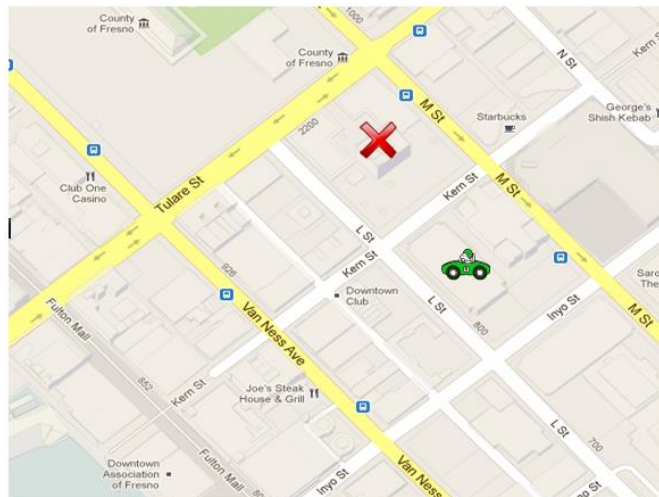 County
of Fresno
1000
N St
Kern St
County
of Fresno
George's
Shish Kebab
M St
Starbucks
2200
Club One
Casino
Tulare St
Kern St
M St
L St
Kern St
926
Downtown
Club
L St
800
Inyo St
M St
Fulton Mall
Van Ness Ave
852
Kern St
Joe's Steak
House & Grill
L St
700
Downtown
Association
of Fresno
Fulton Mall
Inyo St
Van Ness